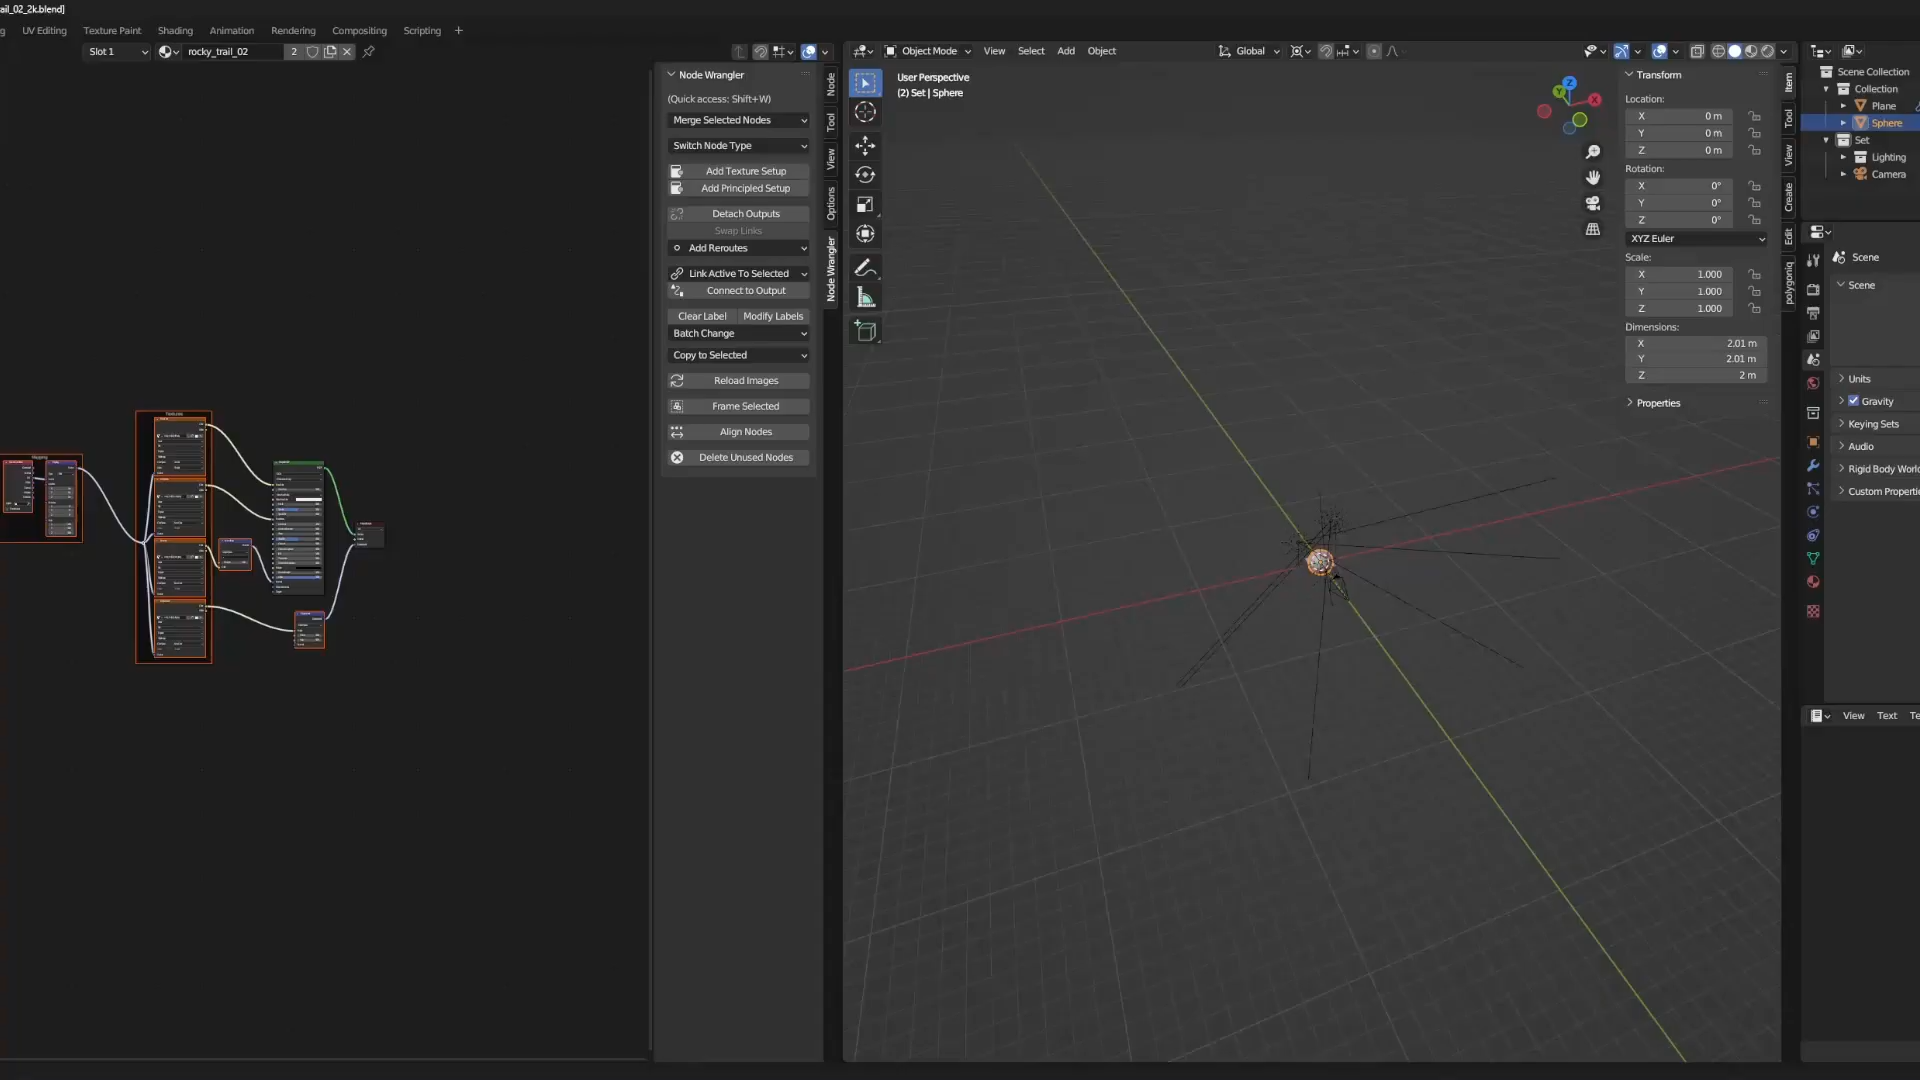 ail_02_2k.blend]
UV Editing
Texture Paint
Shading
Animation
Rendering
Compositing
Scripting
+
Slot 1
rocky_trail_02
2
Node Wrangler
(Quick access: Shift+W)
Merge Selected Nodes
Switch Node Type
Add Texture Setup
Add Principled Setup
Detach Outputs
Swap Links
Add Reroutes
Link Active To Selected
Connect to Output
Clear Label
Modify Labels
Batch Change
Copy to Selected
Reload Images
Frame Selected
Align Nodes
Delete Unused Nodes
Node
Tool
View
Options
Node Wrangler
Object Mode
View
Select
Add
Object
Global
User Perspective
(2) Set | Sphere
Z
Y
X
Transform
Location:
X 0 m
Y 0 m
Z 0 m
Rotation:
X 0°
Y 0°
Z 0°
XYZ Euler
Scale:
X 1.000
Y 1.000
Z 1.000
Dimensions:
X 2.01 m
Y 2.01 m
Z 2 m
Properties
Item
Tool
View
Create
Edit
polygoniq
Scene Collection
Collection
Plane
Sphere
Set
Lighting
Camera
Scene
Scene
Units
Gravity
Keying Sets
Audio
Rigid Body World
Custom Propertie
View
Text
Te